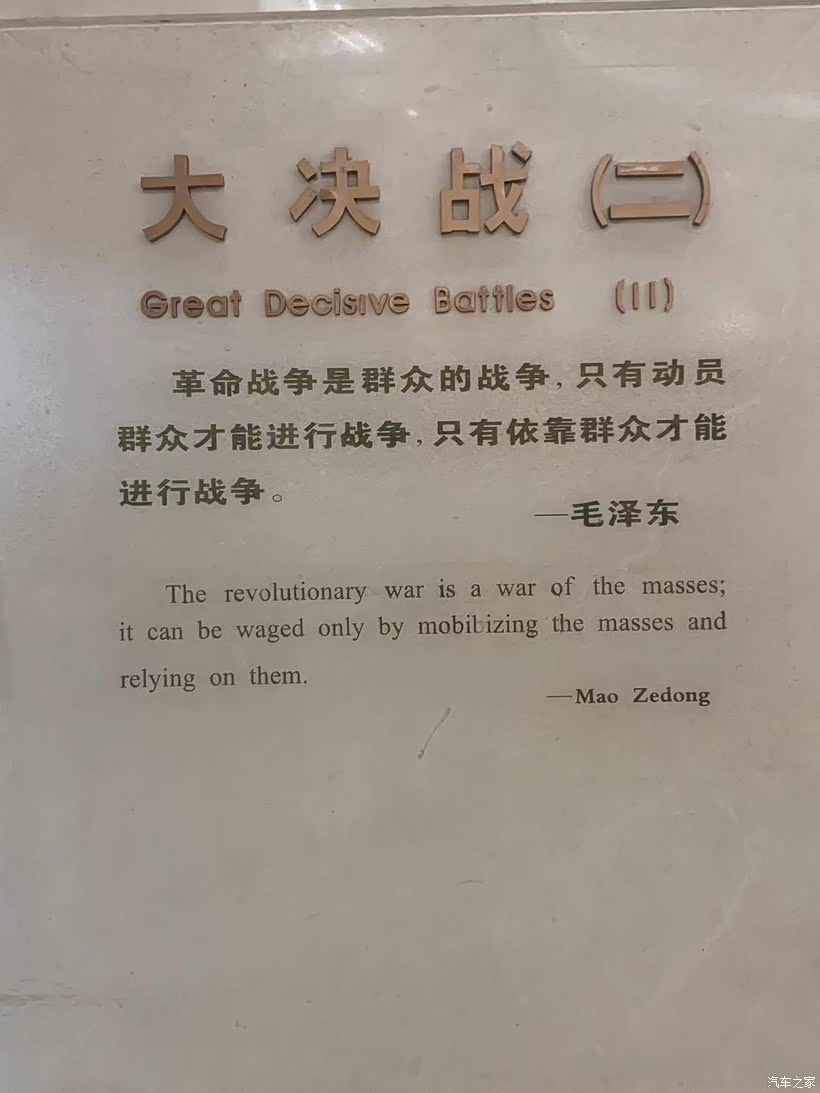 大决战(二)
Great Decisive Battles (II)
革命战争是群众的战争,只有动员
群众才能进行战争,只有依靠群众才能
进行战争。
—毛泽东
The revolutionary war is a war of the masses;
it can be waged only by mobilizing the masses and
relying on them.
—Mao Zedong
汽车之家